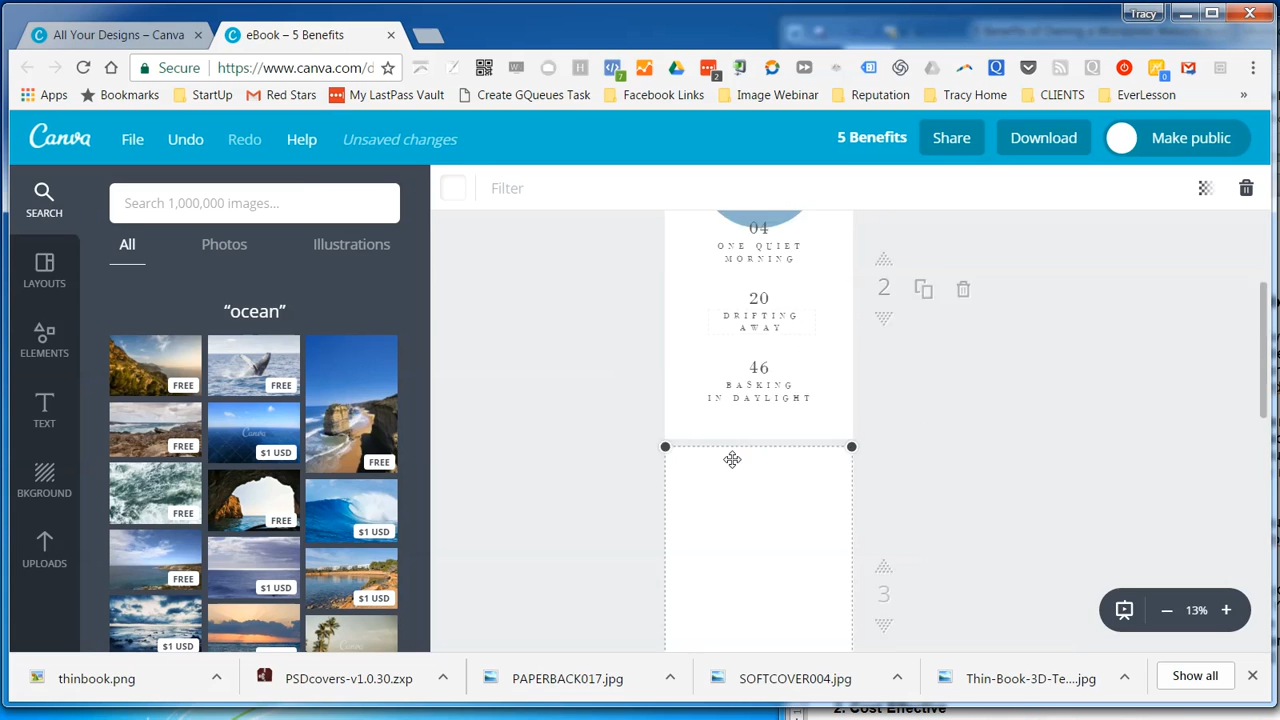 Tracy
All Your Designs – Canva
eBook – 5 Benefits
Secure
https://www.canva.com/d
7
2
0
Apps
Bookmarks
StartUp
Gmail Red Stars
My LastPass Vault
Create GQueues Task
Facebook Links
Image Webinar
Reputation
Tracy Home
CLIENTS
EverLesson
»
Canva
File
Undo
Redo
Help
Unsaved changes
5 Benefits
Share
Download
Make public
SEARCH
LAYOUTS
ELEMENTS
TEXT
BKGROUND
UPLOADS
Search 1,000,000 images...
All
Photos
Illustrations
“ocean”
FREE
FREE
FREE
FREE
$1 USD
FREE
FREE
$1 USD
FREE
$1 USD
$1 USD
$1 USD
Canva
Filter
04
ONE QUIET
MORNING
20
DRIFTING
AWAY
46
BASKING
IN DAYLIGHT
2
3
13%
thinbook.png
PSDcovers-v1.0.30.zxp
PAPERBACK017.jpg
SOFTCOVER004.jpg
Thin-Book-3D-Te....jpg
Show all
2. Cost Effective